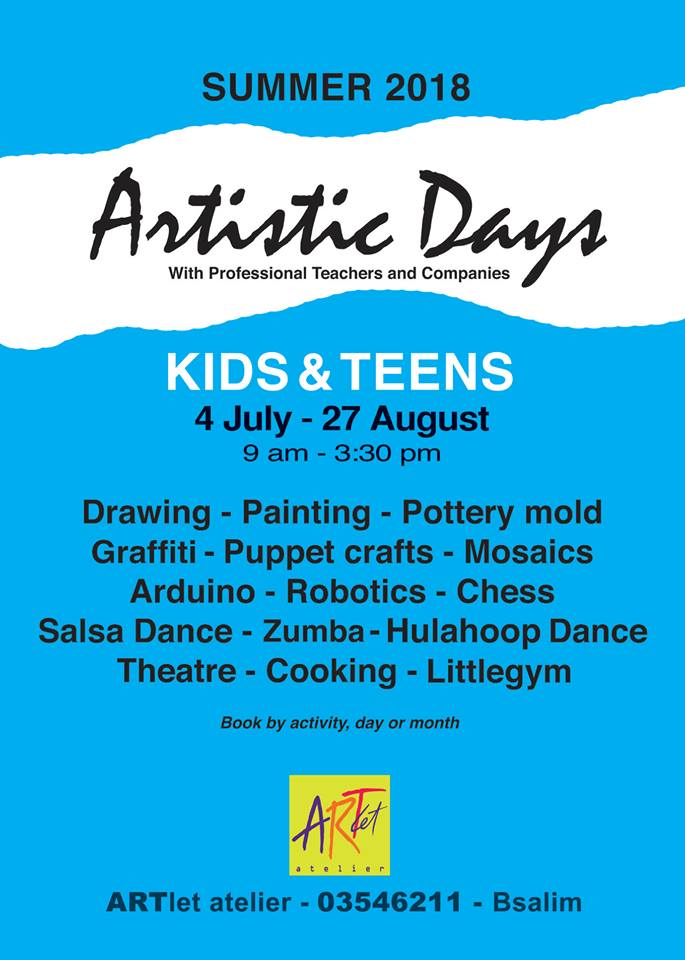 SUMMER 2018
Artistic Days
With Professional Teachers and Companies
KIDS & TEENS
4 July - 27 August
9 am - 3:30 pm
Drawing - Painting - Pottery mold
Graffiti - Puppet crafts - Mosaics
Arduino - Robotics - Chess
Salsa Dance - Zumba - Hulahoop Dance
Theatre - Cooking - Littlegym
Book by activity, day or month
ARTlet
atelier
ARTlet atelier - 03546211 - Bsalim